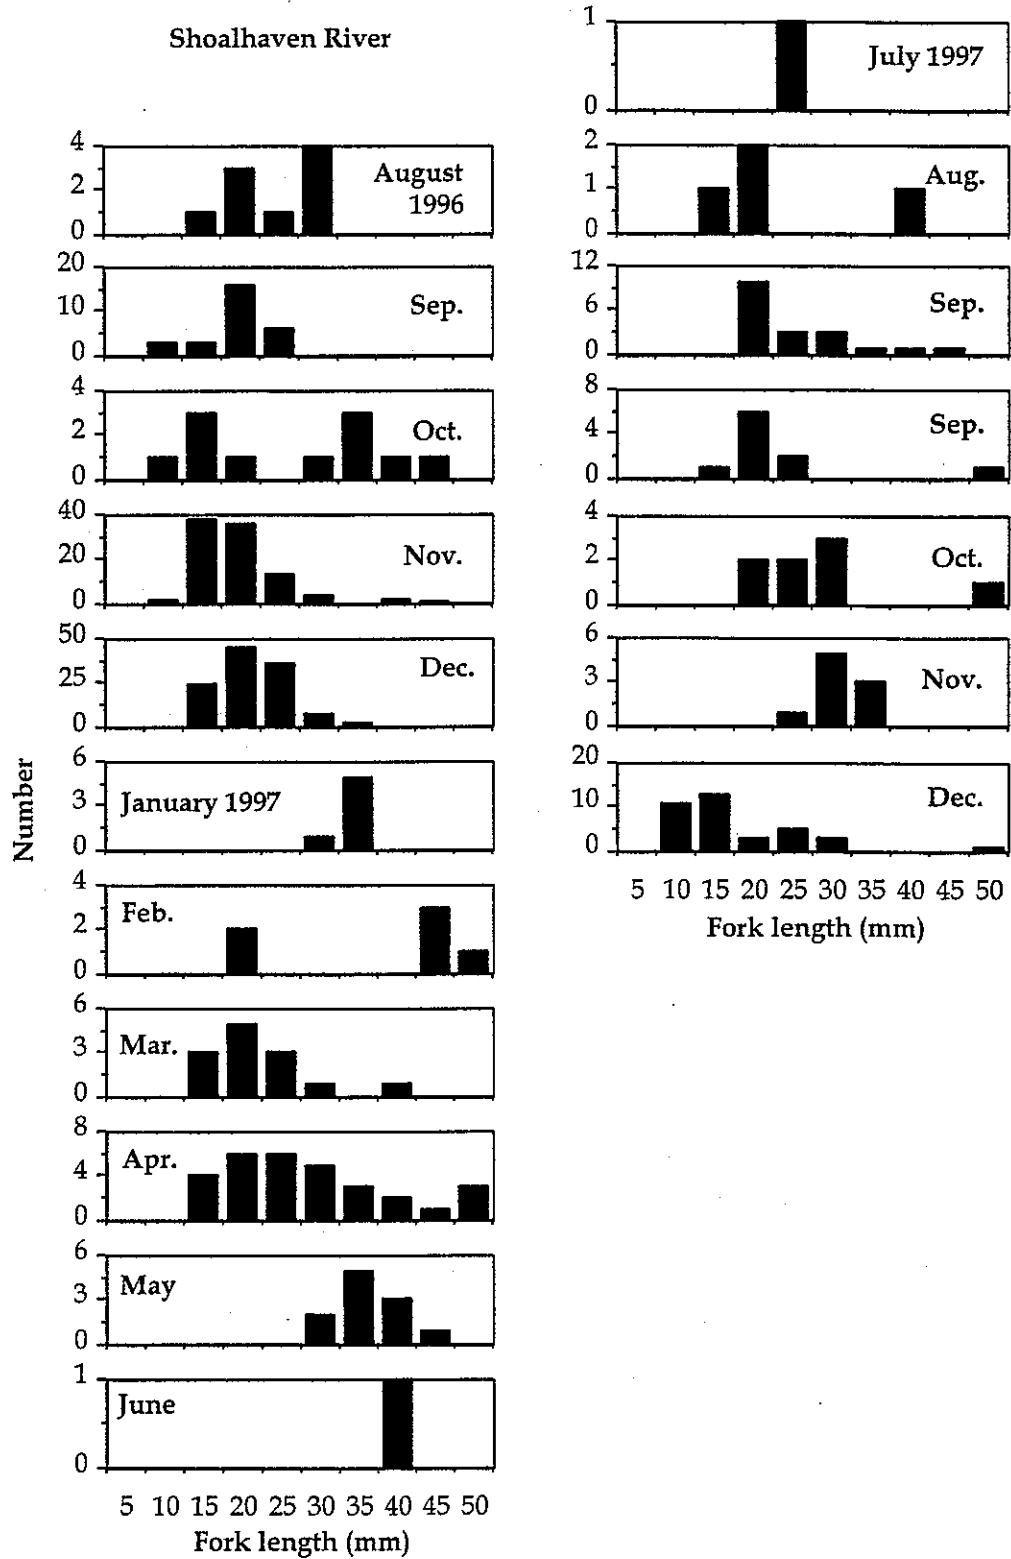 Shoalhaven River
4
2
0
August
1996
20
10
0
Sep.
4
2
0
Oct.
40
20
0
Nov.
50
25
0
Dec.
6
3
0
January 1997
4
2
0
Feb.
6
3
0
Mar.
8
4
0
Apr.
6
3
0
May
1
0
June
5 10 15 20 25 30 35 40 45 50
Fork length (mm)
Number
1
0
July 1997
2
1
0
Aug.
12
6
0
Sep.
8
4
0
Sep.
4
2
0
Oct.
6
3
0
Nov.
20
10
0
Dec.
5 10 15 20 25 30 35 40 45 50
Fork length (mm)